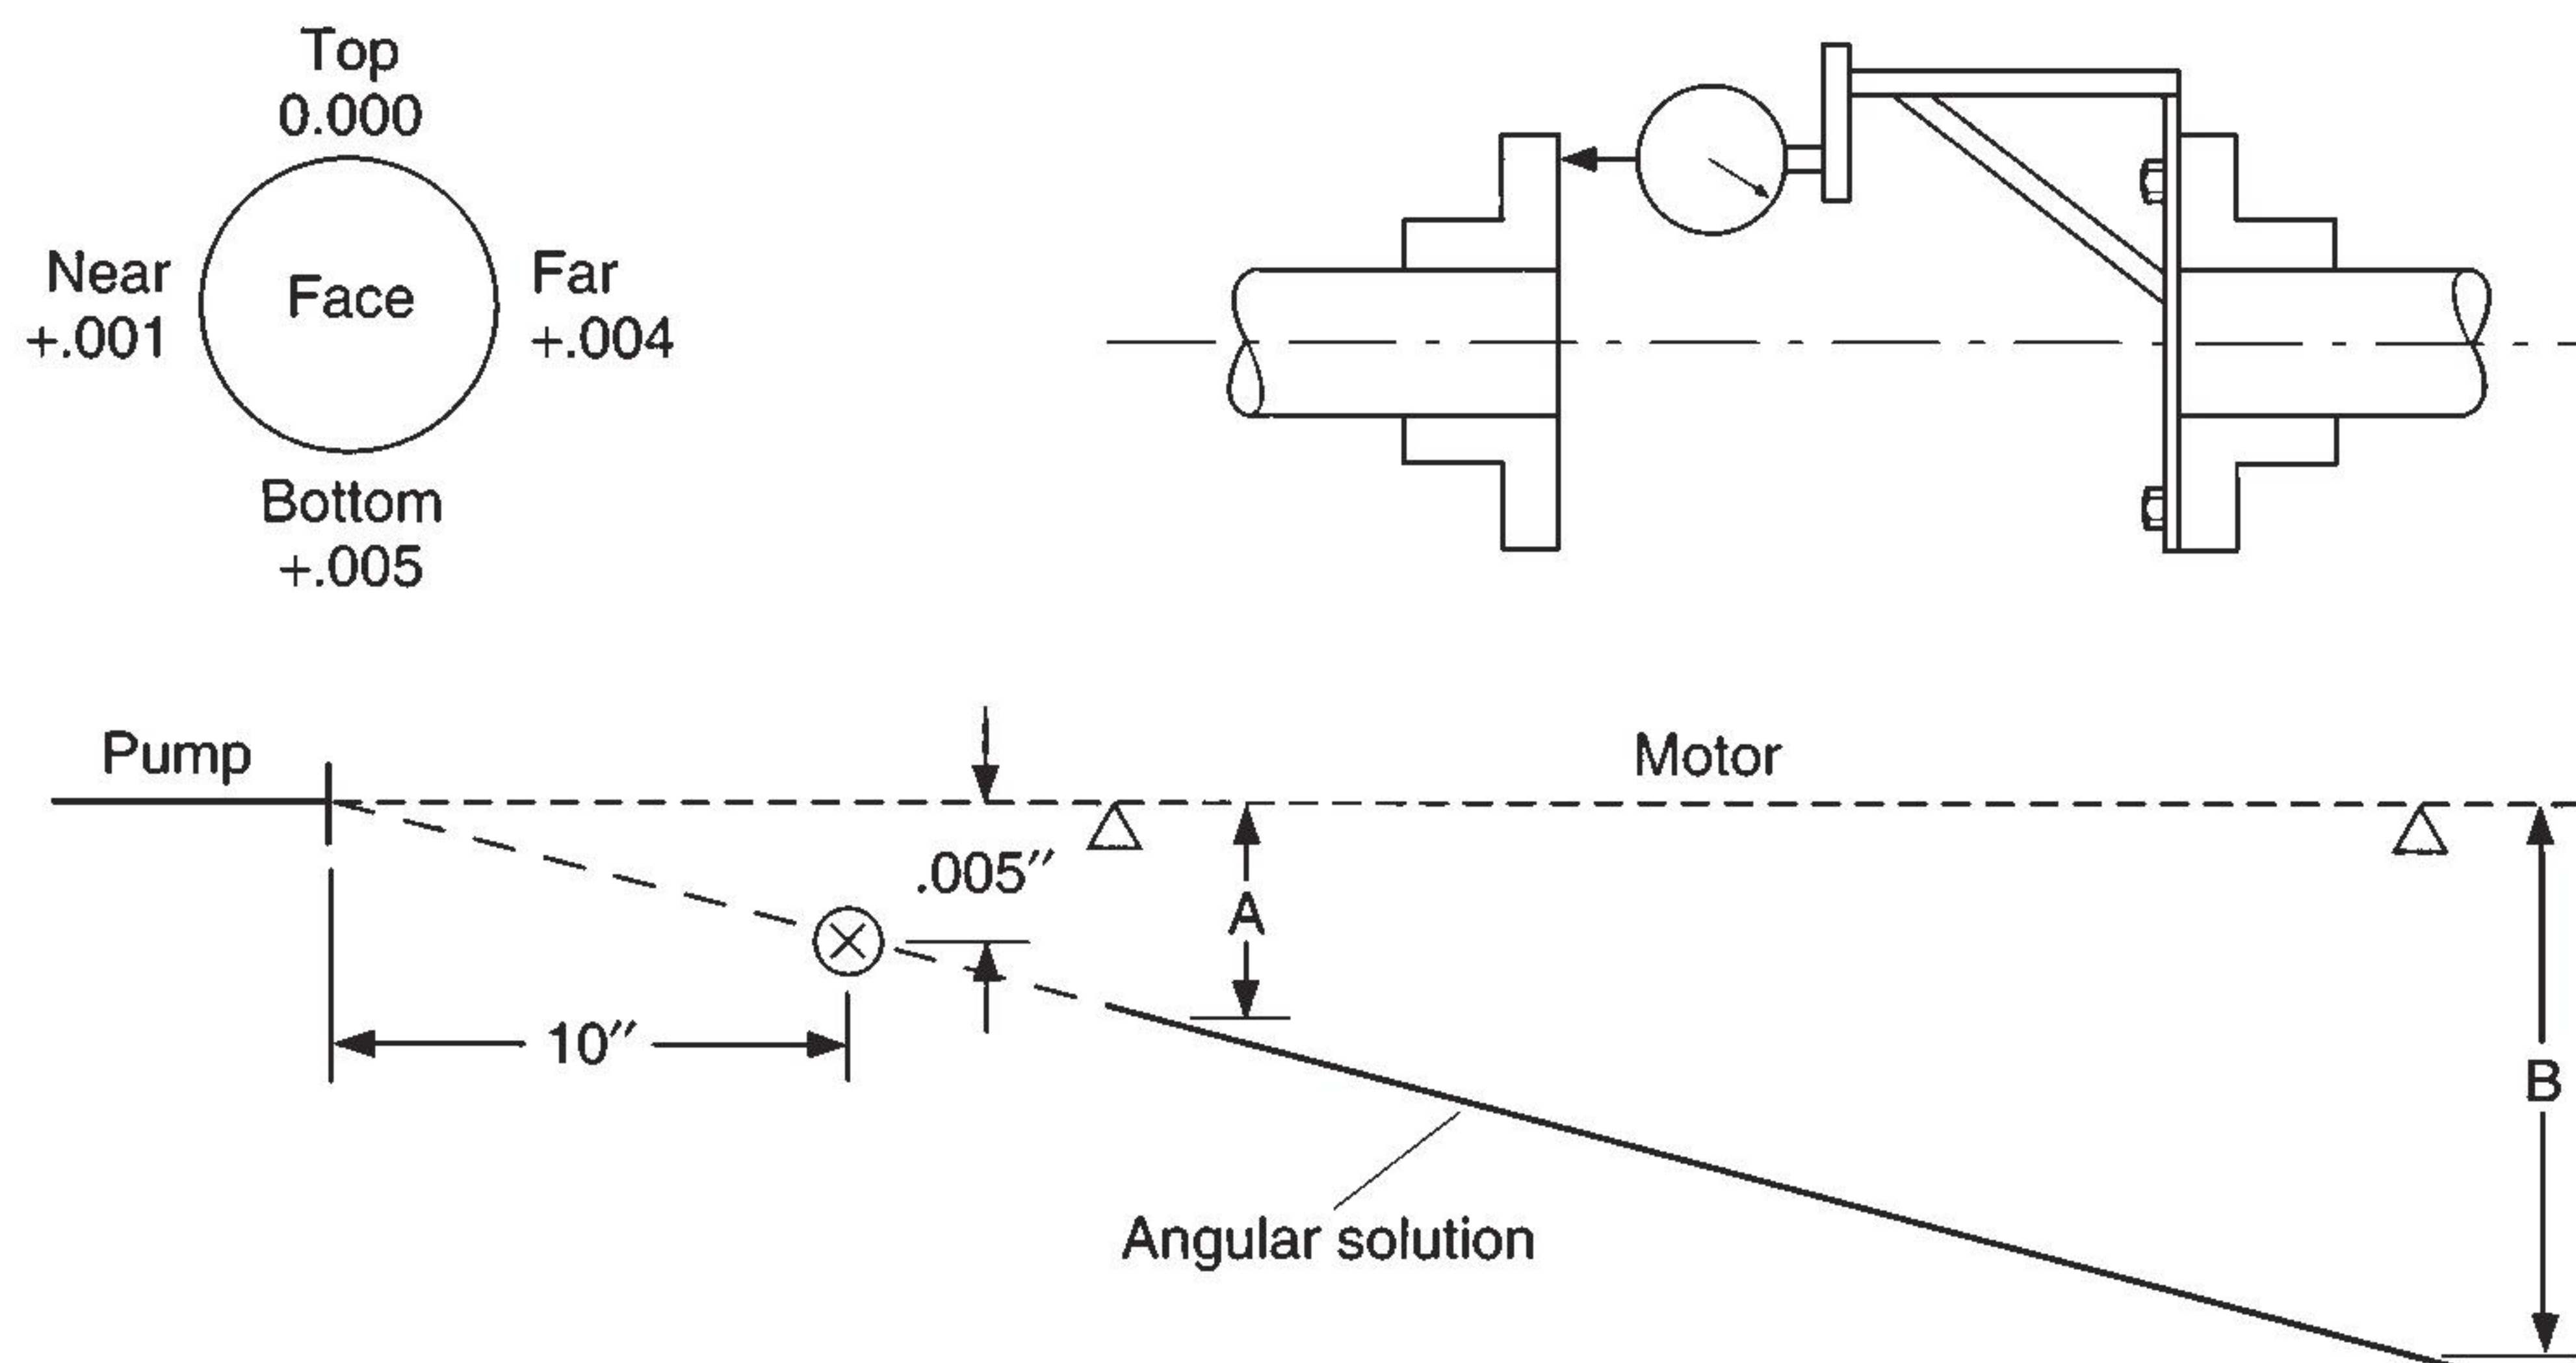 Top
0.000
Near
+.001
Face
Far
+.004
Bottom
+.005
Pump
Motor
.005″
A
10″
B
Angular solution